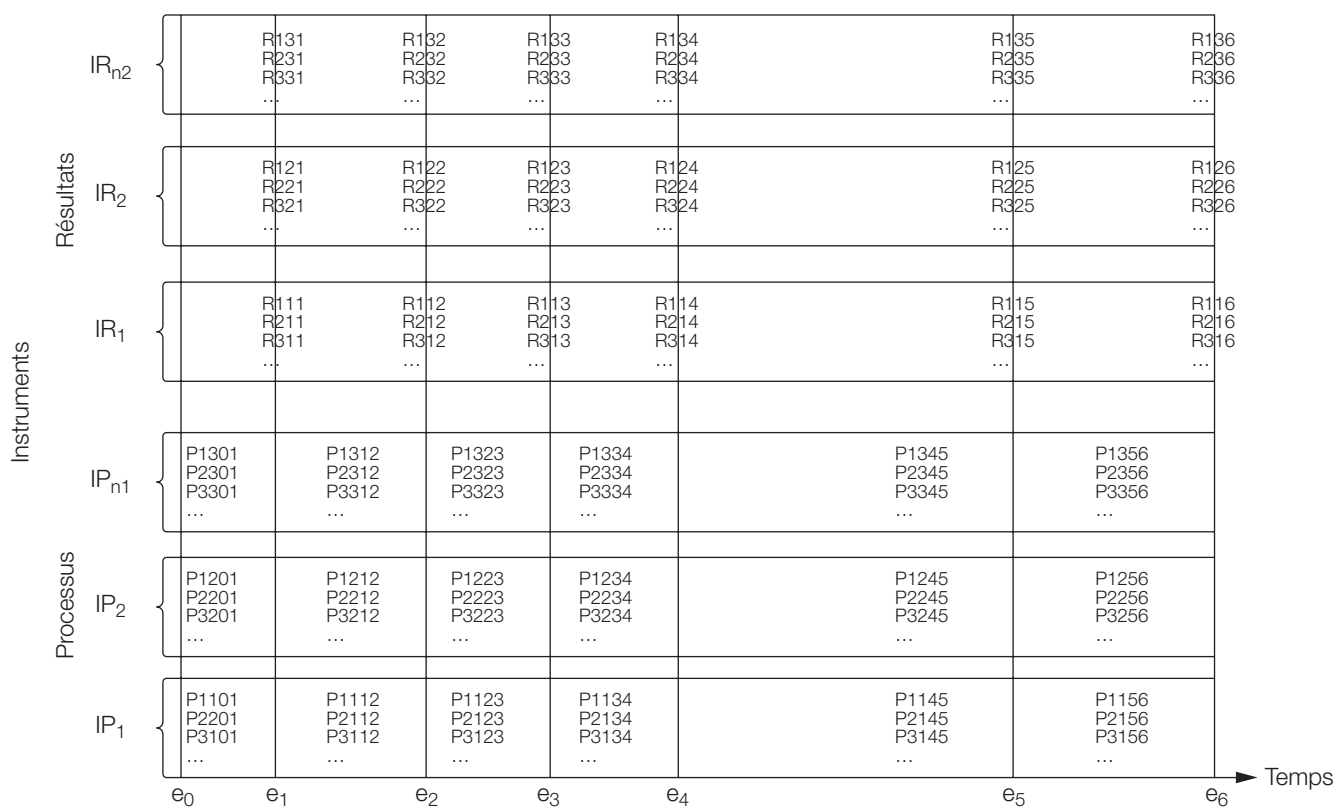 R131 R132 R133 R134 R135 R136
R231 R232 R233 R234 R235 R236
IRn2
R331 R332 R333 R334 R335 R336
… … … … … …
Résultats
R121 R122 R123 R124 R125 R126
R221 R222 R223 R224 R225 R226
IR2
R321 R322 R323 R324 R325 R326
… … … … … …
Instruments
R111 R112 R113 R114 R115 R116
R211 R212 R213 R214 R215 R216
IR1
R311 R312 R313 R314 R315 R316
… … … … … …
P1301 P1312 P1323 P1334 P1345 P1356
P2301 P2312 P2323 P2334 P2345 P2356
IPn1
P3301 P3312 P3323 P3334 P3345 P3356
… … … … … …
Processus
P1201 P1212 P1223 P1234 P1245 P1256
P2201 P2212 P2223 P2234 P2245 P2256
IP2
P3201 P3212 P3223 P3234 P3245 P3256
… … … … … …
P1101 P1112 P1123 P1134 P1145 P1156
P2201 P2112 P2123 P2134 P2145 P2156
IP1
P3101 P3112 P3123 P3134 P3145 P3156
… … … … … …
Temps
e0 e1 e2 e3 e4 e5 e6